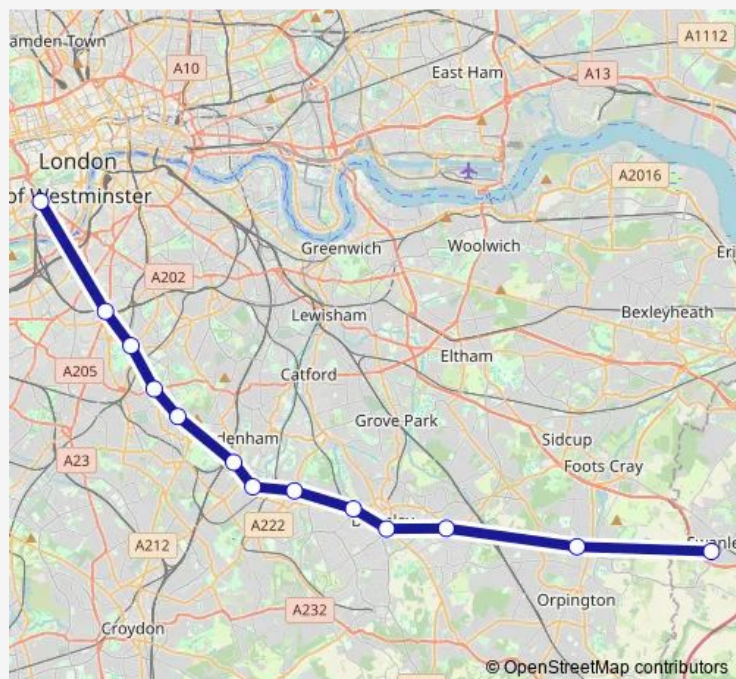 amden Town
A10
A1112
East Ham
A13
London
A2016
of Westminster
Greenwich
Woolwich
Eri
A202
Lewisham
Bexleyheath
A205
Catford
Eltham
Grove Park
denham
Sidcup
A23
Foots Cray
A222
A212
Orpington
A232
Croydon
© OpenStreetMap contributors